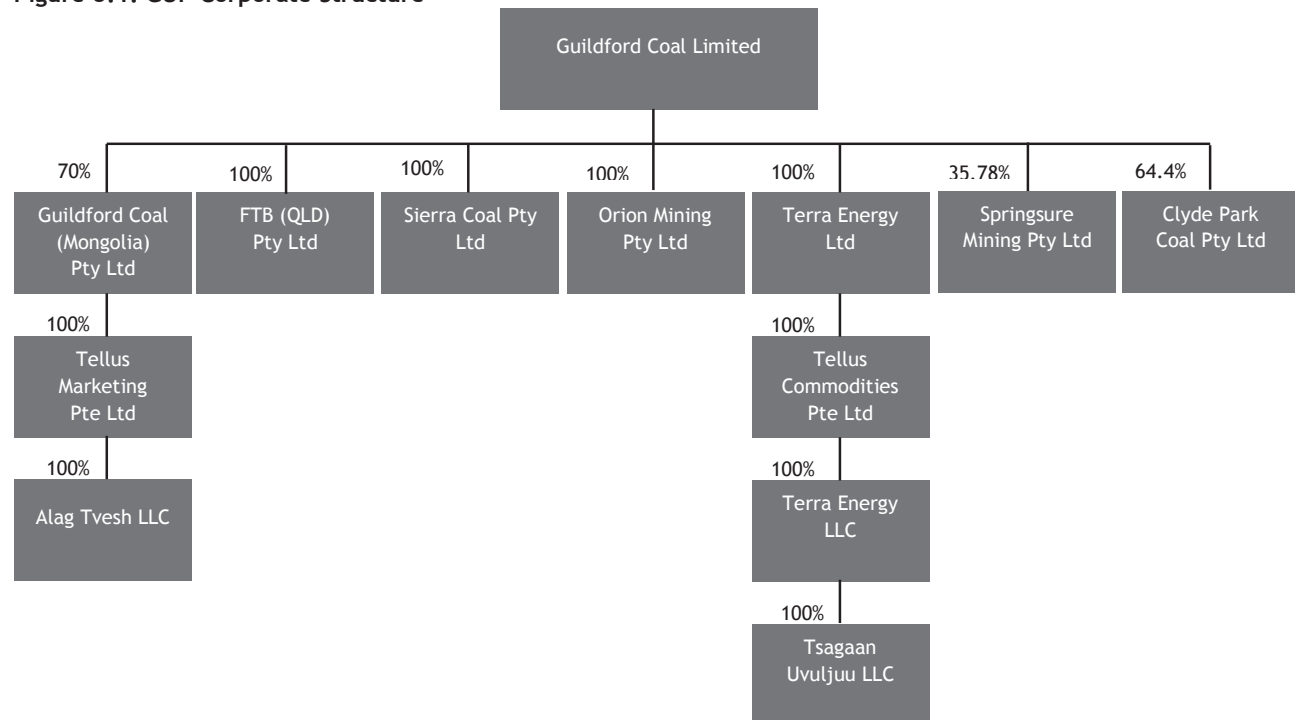 Guildford Coal Limited
70%
100%
100%
100%
100%
35.78%
64.4%
Guildford Coal
(Mongolia)
Pty Ltd
FTB (QLD)
Pty Ltd
Sierra Coal Pty
Ltd
Orion Mining
Pty Ltd
Terra Energy
Ltd
Springsure
Mining Pty Ltd
Clyde Park
Coal Pty Ltd
100%
100%
Tellus
Marketing
Pte Ltd
Tellus
Commodities
Pte Ltd
100%
100%
Alag Tvesh LLC
Terra Energy
LLC
100%
Tsagaan
Uvuljuu LLC